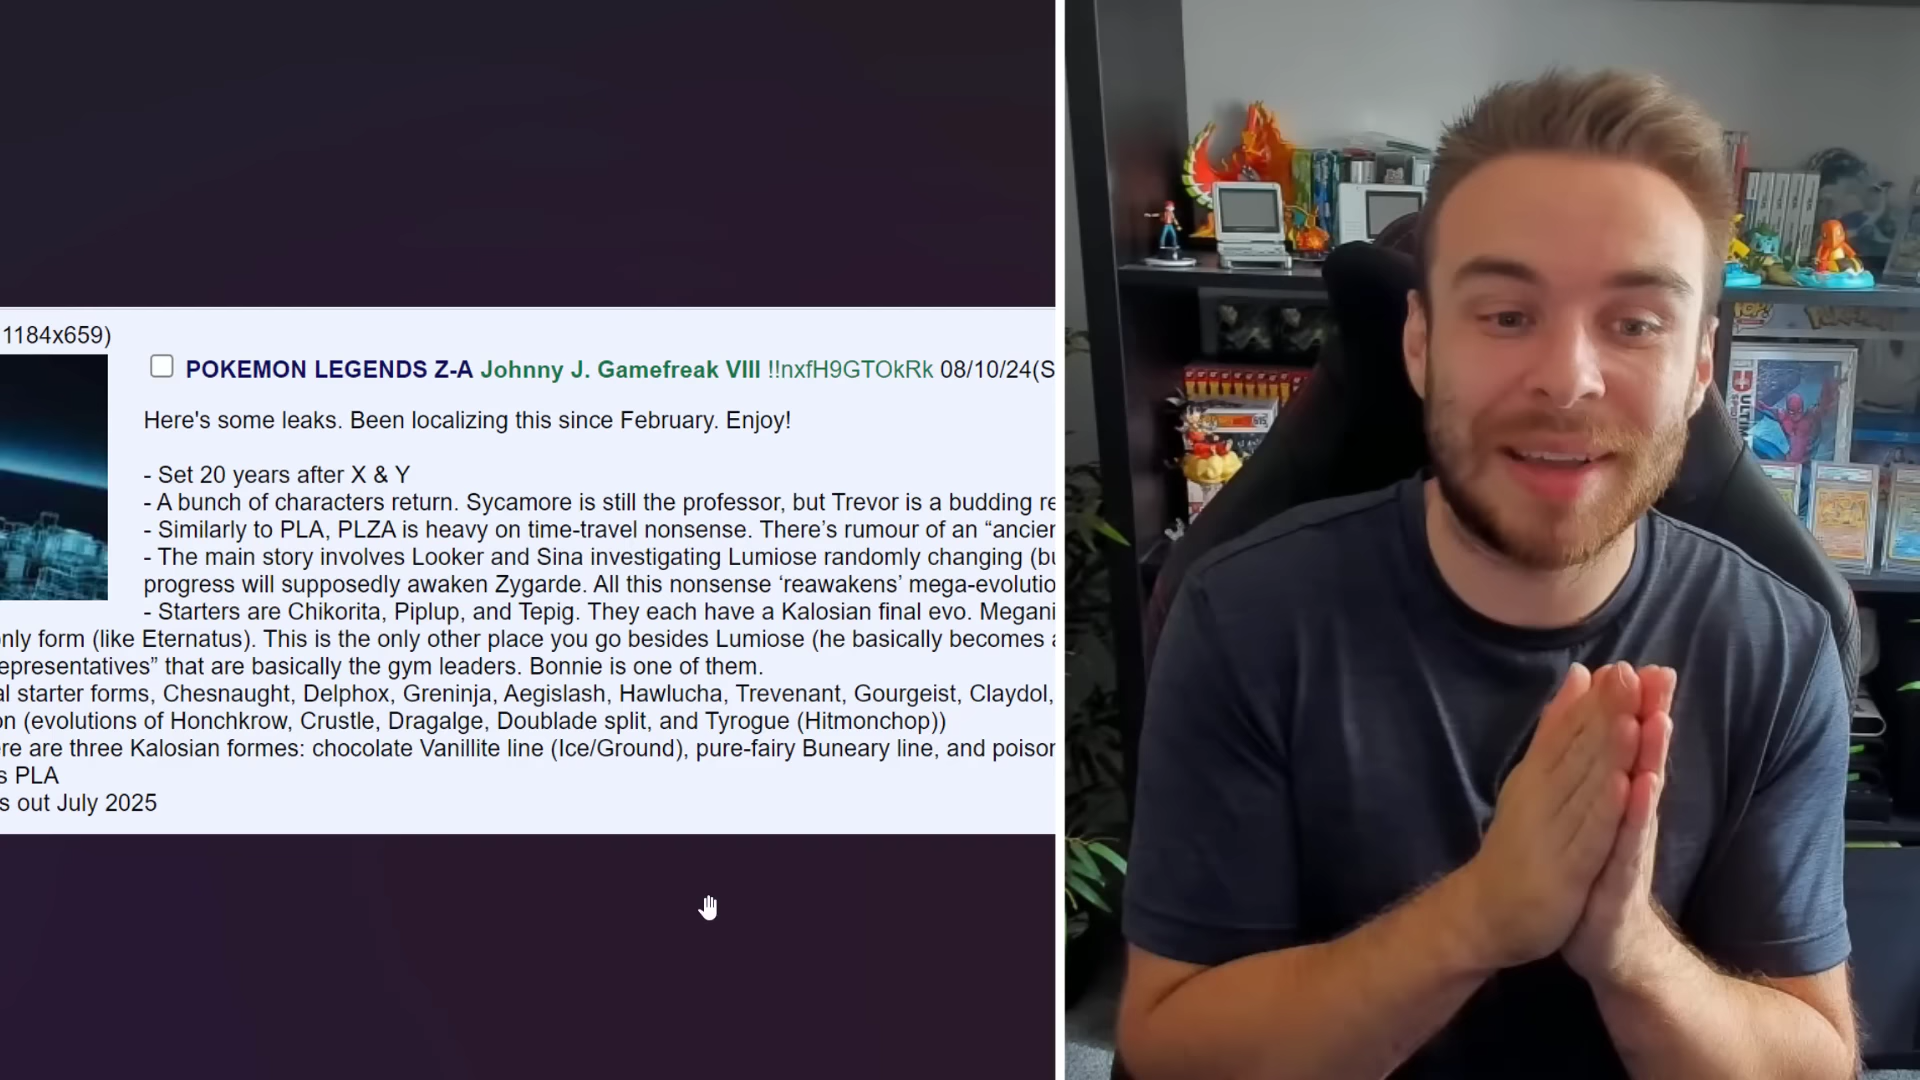 1184x659)
POKEMON LEGENDS Z-A Johnny J. Gamefreak VIII !!nxfH9GTOkRk 08/10/24(S
Here's some leaks. Been localizing this since February. Enjoy!
- Set 20 years after X & Y
- A bunch of characters return. Sycamore is still the professor, but Trevor is a budding re
- Similarly to PLA, PLZA is heavy on time-travel nonsense. There’s rumour of an “ancien
- The main story involves Looker and Sina investigating Lumiose randomly changing (bu
progress will supposedly awaken Zygarde. All this nonsense ‘reawakens’ mega-evolutio
- Starters are Chikorita, Piplup, and Tepig. They each have a Kalosian final evo. Megani
only form (like Eternatus). This is the only other place you go besides Lumiose (he basically becomes a
epresentatives” that are basically the gym leaders. Bonnie is one of them.
al starter forms, Chesnaught, Delphox, Greninja, Aegislash, Hawlucha, Trevenant, Gourgeist, Claydol,
on (evolutions of Honchkrow, Crustle, Dragalge, Doublade split, and Tyrogue (Hitmonchop))
ere are three Kalosian formes: chocolate Vanillite line (Ice/Ground), pure-fairy Buneary line, and poison
s PLA
s out July 2025
POP!